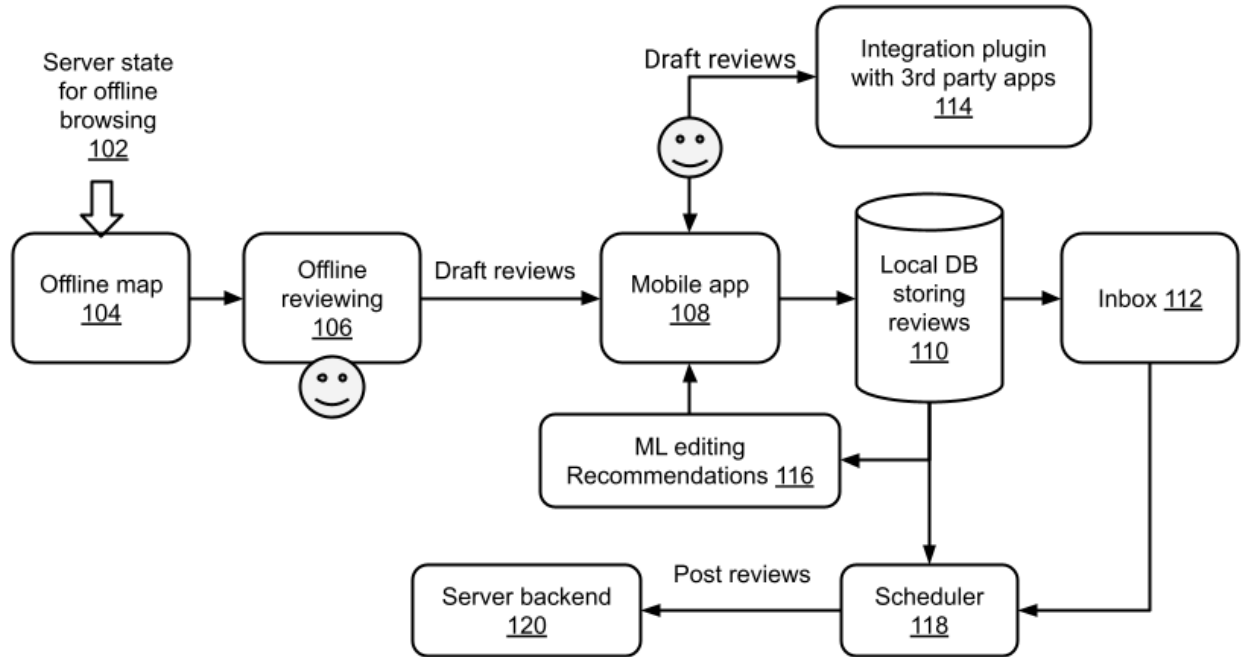 Server state
for offline
browsing
102
Draft reviews
Integration plugin
with 3rd party apps
114
Offline map
104
Offline
reviewing
106
Draft reviews
Mobile app
108
Local DB
storing
reviews
110
Inbox 112
ML editing
Recommendations 116
Server backend
120
Post reviews
Scheduler
118